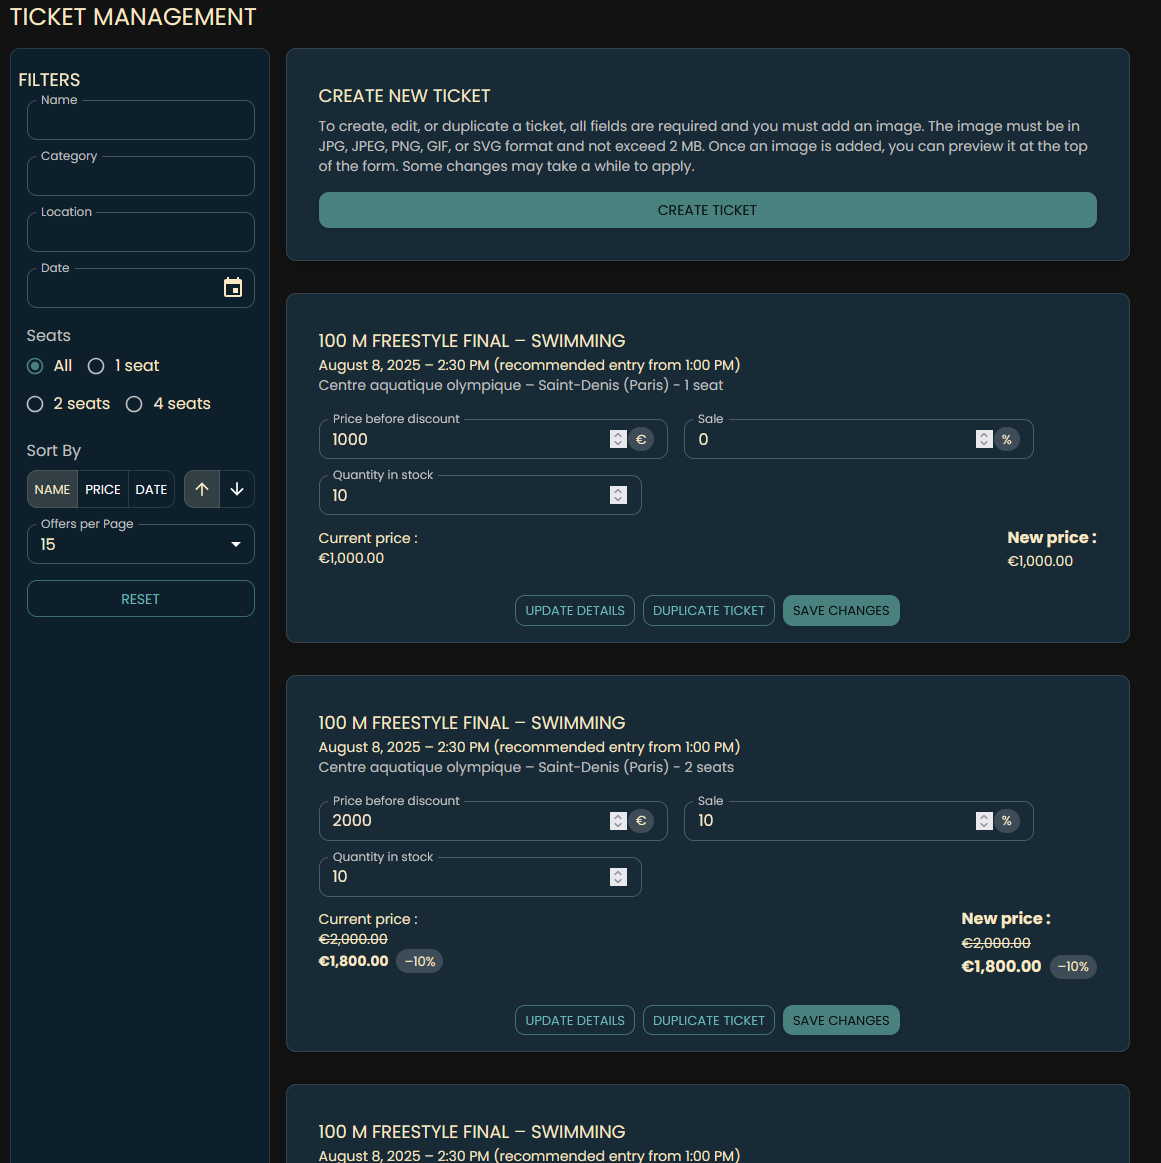 TICKET MANAGEMENT
FILTERS
Name
Category
Location
Date
Seats
All
1 seat
2 seats
4 seats
Sort By
NAME
PRICE
DATE
Offers per Page
15
RESET
CREATE NEW TICKET
To create, edit, or duplicate a ticket, all fields are required and you must add an image. The image must be in
JPG, JPEG, PNG, GIF, or SVG format and not exceed 2 MB. Once an image is added, you can preview it at the top
of the form. Some changes may take a while to apply.
CREATE TICKET
100 M FREESTYLE FINAL – SWIMMING
August 8, 2025 – 2:30 PM (recommended entry from 1:00 PM)
Centre aquatique olympique – Saint-Denis (Paris) - 1 seat
Price before discount
1000
€
Sale
0
%
Quantity in stock
10
Current price :
€1,000.00
New price :
€1,000.00
UPDATE DETAILS
DUPLICATE TICKET
SAVE CHANGES
100 M FREESTYLE FINAL – SWIMMING
August 8, 2025 – 2:30 PM (recommended entry from 1:00 PM)
Centre aquatique olympique – Saint-Denis (Paris) - 2 seats
Price before discount
2000
€
Sale
10
%
Quantity in stock
10
Current price :
€2,000.00
€1,800.00
–10%
New price :
€2,000.00
€1,800.00
–10%
UPDATE DETAILS
DUPLICATE TICKET
SAVE CHANGES
100 M FREESTYLE FINAL – SWIMMING
August 8, 2025 – 2:30 PM (recommended entry from 1:00 PM)